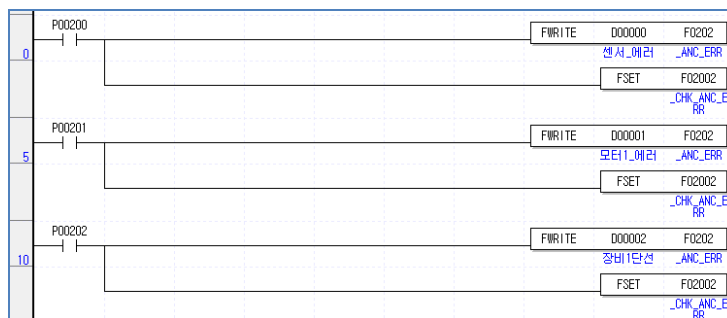 P00200
FWRITE D00000 F0202
센서_에러 _ANC_ERR
0
FSET F02002
_CHK_ANC_E
RR
P00201
FWRITE D00001 F0202
모터1_에러 _ANC_ERR
5
FSET F02002
_CHK_ANC_E
RR
P00202
FWRITE D00002 F0202
장비1단선 _ANC_ERR
10
FSET F02002
_CHK_ANC_E
RR